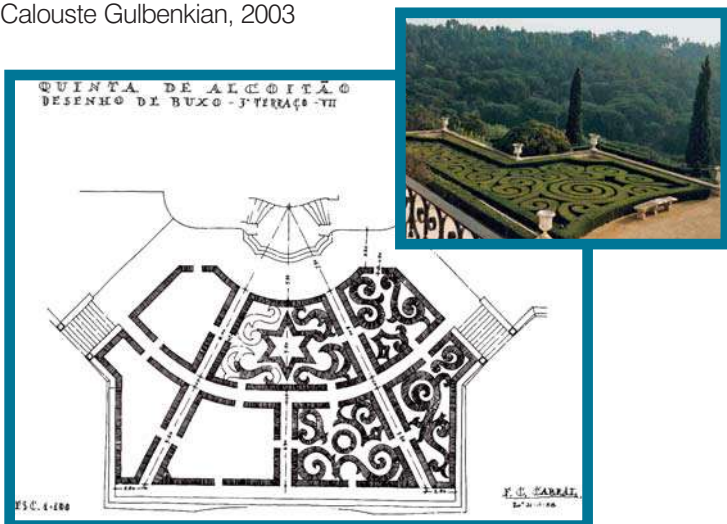 Calouste Gulbenkian, 2003
QUINTA DE ALCOITÃO
DESENHO DE BUXO - 3º TERRAÇO - VII
ESC. 1-100
F. C. CABRAL